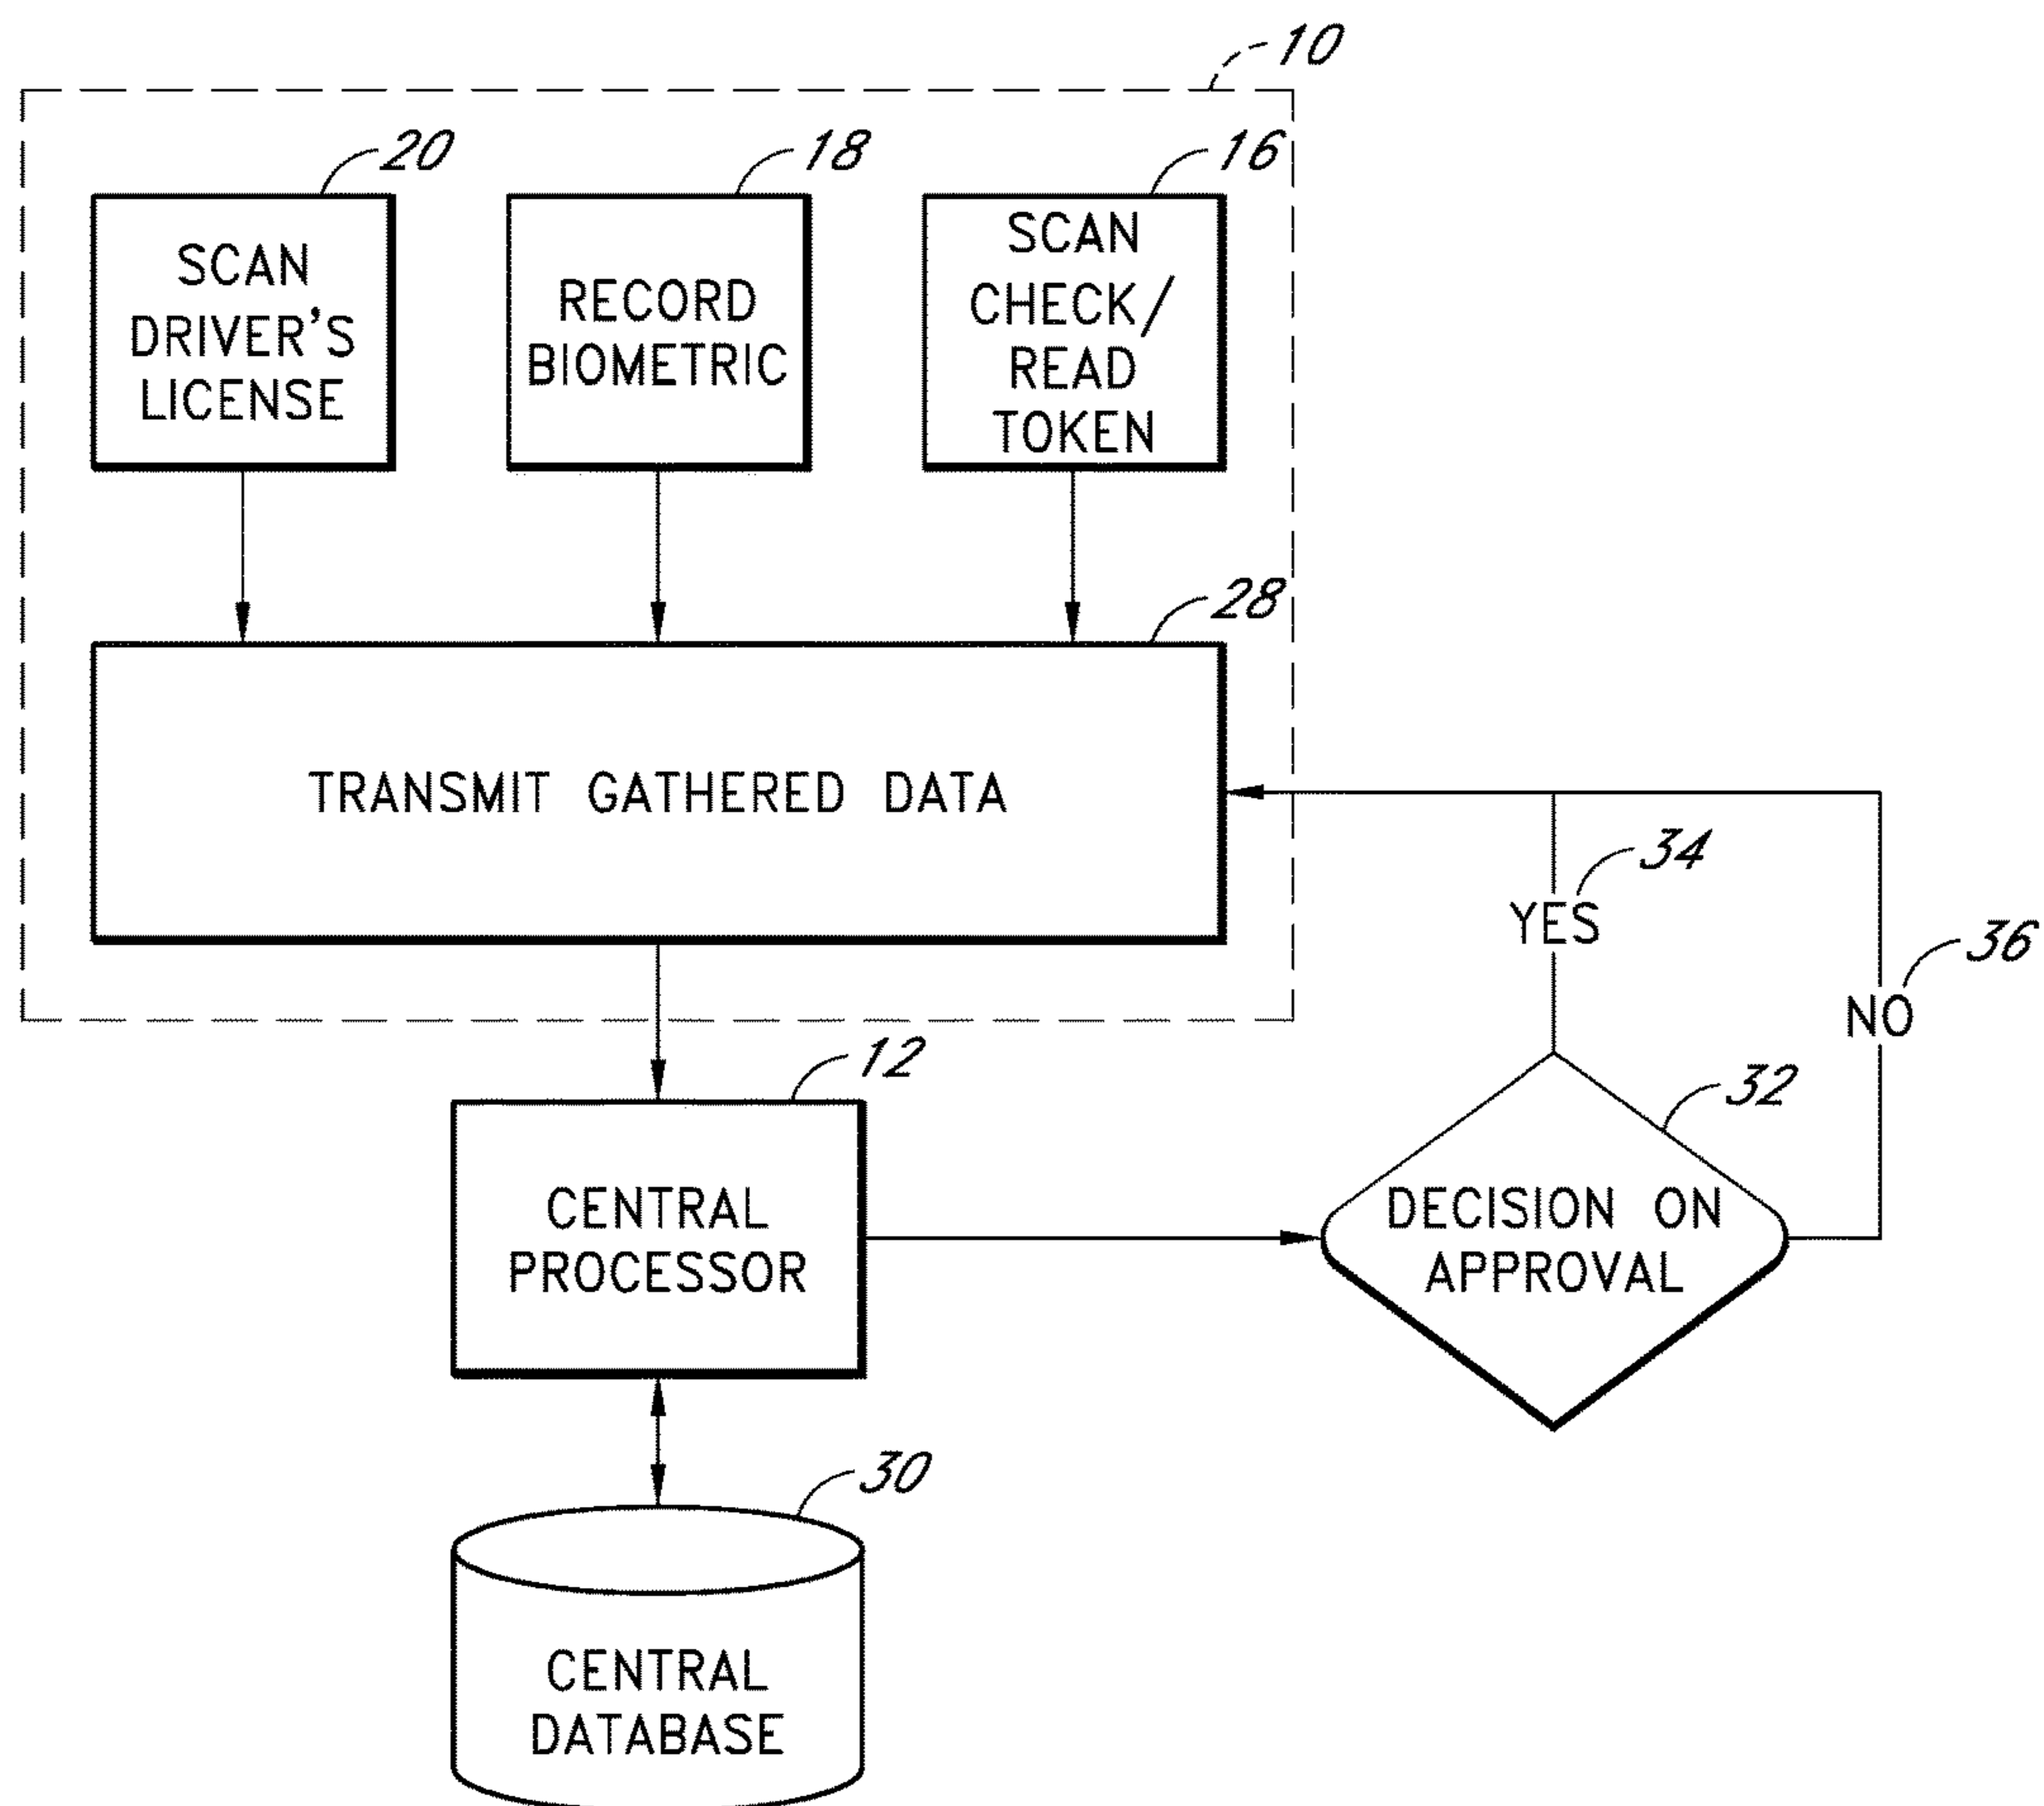 10
20
18
16
SCAN
DRIVER'S
LICENSE
RECORD
BIOMETRIC
SCAN
CHECK/
READ
TOKEN
28
TRANSMIT GATHERED DATA
34
YES
36
NO
12
32
CENTRAL
PROCESSOR
DECISION ON
APPROVAL
30
CENTRAL
DATABASE